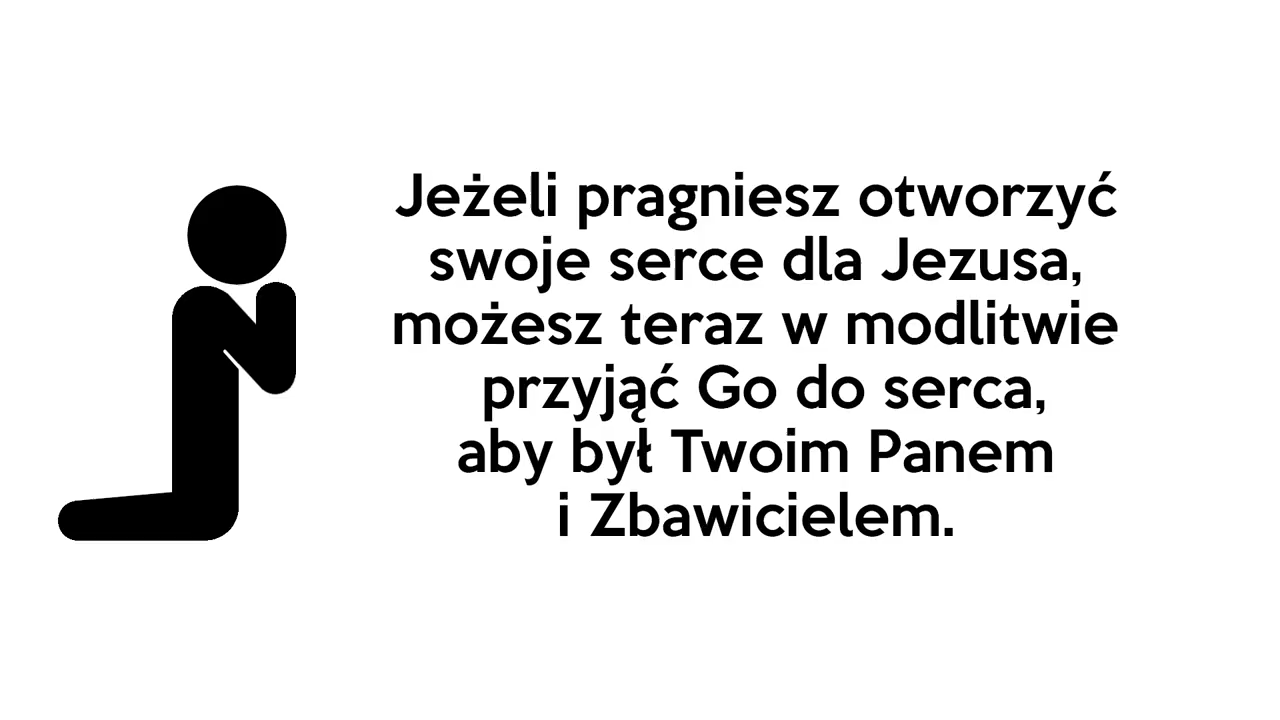 Jeżeli pragniesz otworzyć
swoje serce dla Jezusa,
możesz teraz w modlitwie
przyjąć Go do serca,
aby był Twoim Panem
i Zbawicielem.